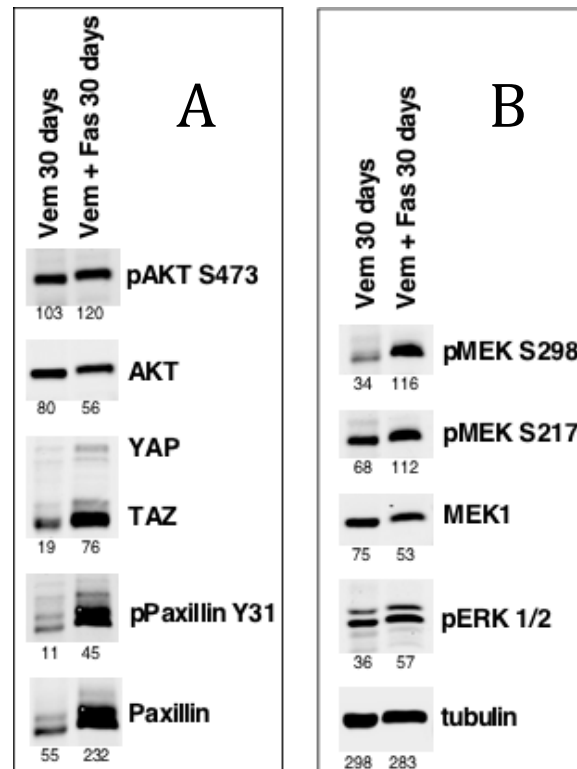 A
Vem 30 days
Vem + Fas 30 days
pAKT S473
103 120
AKT
80 56
YAP
TAZ
19 76
pPaxillin Y31
11 45
Paxillin
55 232
B
Vem 30 days
Vem + Fas 30 days
pMEK S298
34 116
pMEK S217
68 112
MEK1
75 53
pERK 1/2
36 57
tubulin
298 283